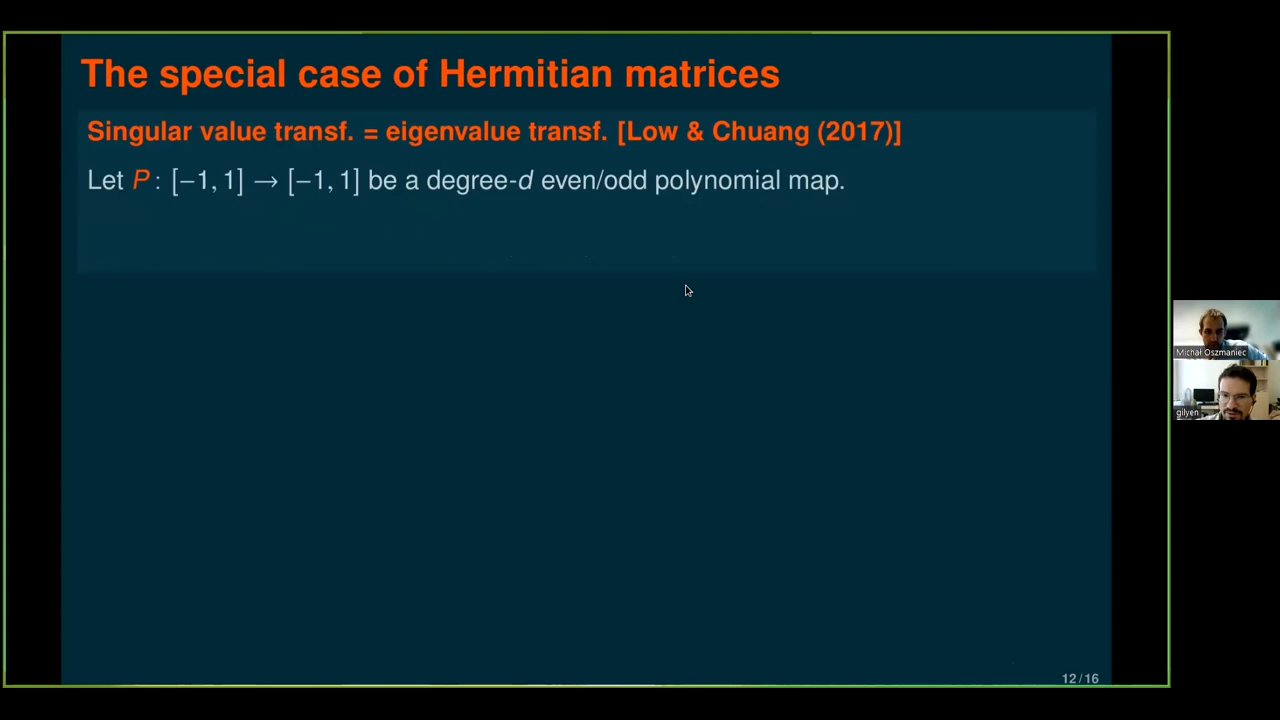 The special case of Hermitian matrices
Singular value transf. = eigenvalue transf. [Low & Chuang (2017)]
Let P : [−1, 1] → [−1, 1] be a degree-d even/odd polynomial map.
Michał Oszmaniec
gilyen
12 / 16